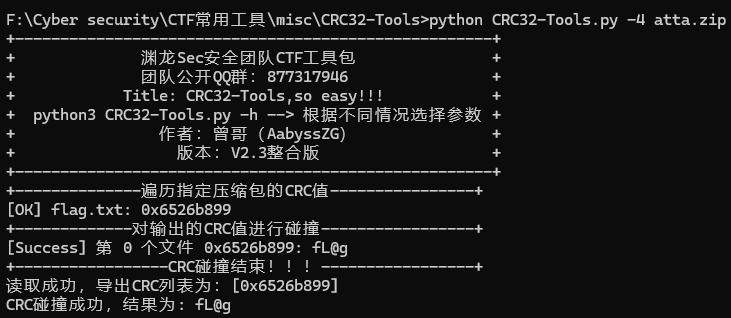 F:\Cyber security\CTF常用工具\misc\CRC32-Tools>python CRC32-Tools.py -4 atta.zip
+-----------------------------------------------------+
+ 渊龙Sec安全团队CTF工具包 +
+ 团队公开QQ群：877317946 +
+ Title: CRC32-Tools,so easy!!! +
+ python3 CRC32-Tools.py -h --> 根据不同情况选择参数 +
+ 作者：曾哥（AabyssZG） +
+ 版本：V2.3整合版 +
+-----------------------------------------------------+
+--------------遍历指定压缩包的CRC值----------------+
[OK] flag.txt: 0x6526b899
+-------------对输出的CRC值进行碰撞-----------------+
[Success] 第 0 个文件 0x6526b899: fL@g
+-----------------CRC碰撞结束！！！-----------------+
读取成功，导出CRC列表为：[0x6526b899]
CRC碰撞成功，结果为: fL@g